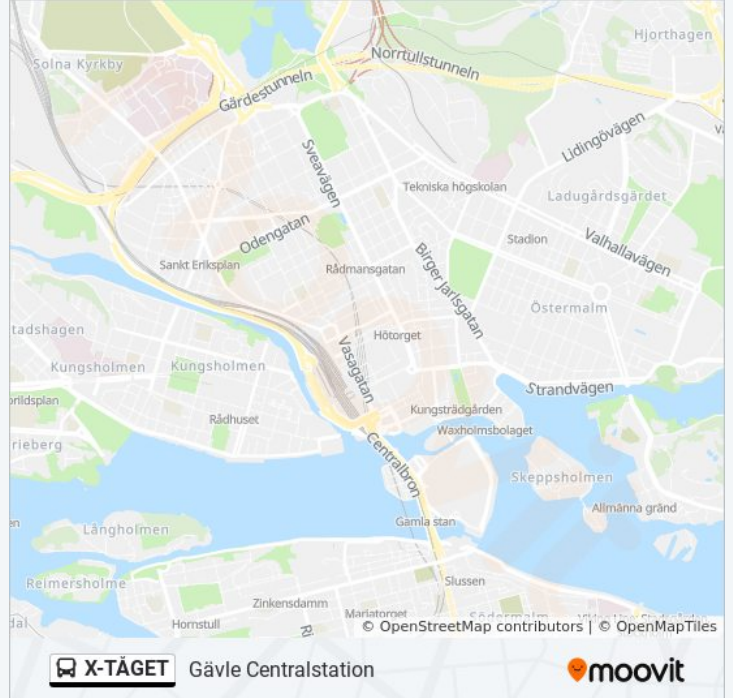 Hjorthagen
Norrtullstunneln
Solna Kyrkby
Gärdestunneln
Lidingövägen
Sveavägen
Tekniska högskolan
Ladugårdsgärdet
Odengatan
Stadion
Valhallavägen
Sankt Eriksplan
Rådmansgatan
Birger Jarlsgatan
Östermalm
tadshagen
Hötorget
Vasagatan
Kungsholmen
Kungsholmen
Strandvägen
Kungsträdgården
Rådhuset
Waxholmsbolaget
rieberg
Centralbron
Skeppsholmen
Allmänna gränd
Gamla stan
Långholmen
Reimersholme
Slussen
Zinkensdamm
Mariatorget
Hornstull
© OpenStreetMap contributors | © OpenMapTiles
X-TÅGET Gävle Centralstation
moovit